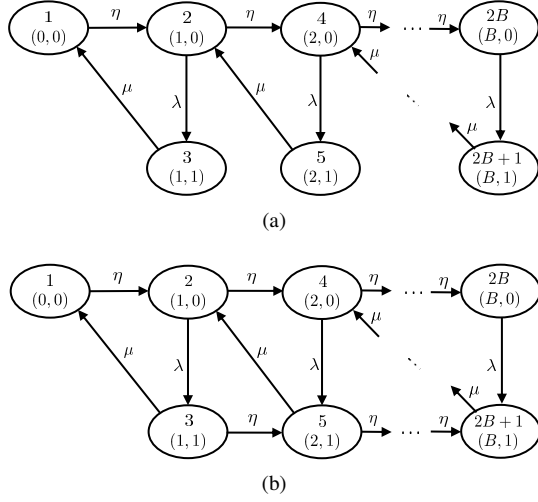 η η η ··· η
1 2 4 2B
(0, 0) (1, 0) (2, 0) (B, 0)
μ λ μ λ μ ⋱ λ
3 5 2B + 1
(1, 1) (2, 1) (B, 1)
(a)
η η η ··· η
1 2 4 2B
(0, 0) (1, 0) (2, 0) (B, 0)
μ λ μ λ μ ⋱ μ λ
3 η 5 η ··· η 2B + 1
(1, 1) (2, 1) (B, 1)
(b)